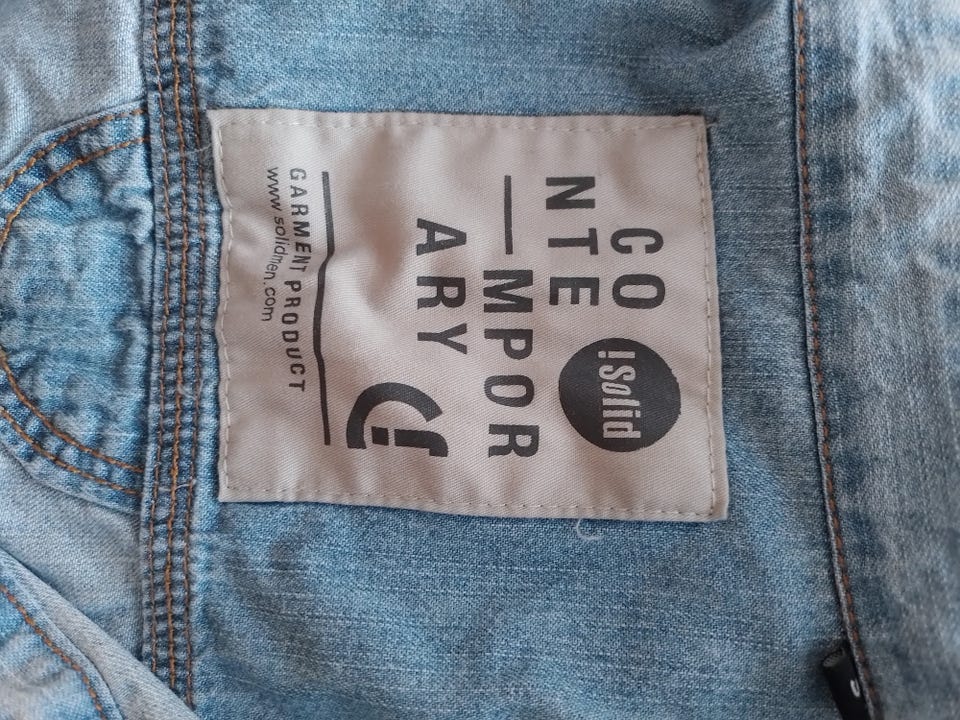 CO !Solid
NTE
— MPOR
ARY
GARMENT PRODUCT
www.solidmen.com